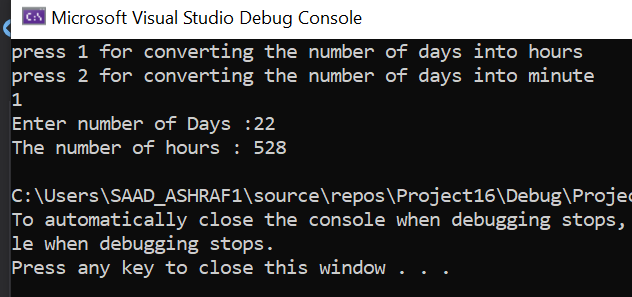 Microsoft Visual Studio Debug Console
press 1 for converting the number of days into hours
press 2 for converting the number of days into minute
1
Enter number of Days :22
The number of hours : 528
C:\Users\SAAD_ASHRAF1\source\repos\Project16\Debug\Projec
To automatically close the console when debugging stops,
le when debugging stops.
Press any key to close this window . . .